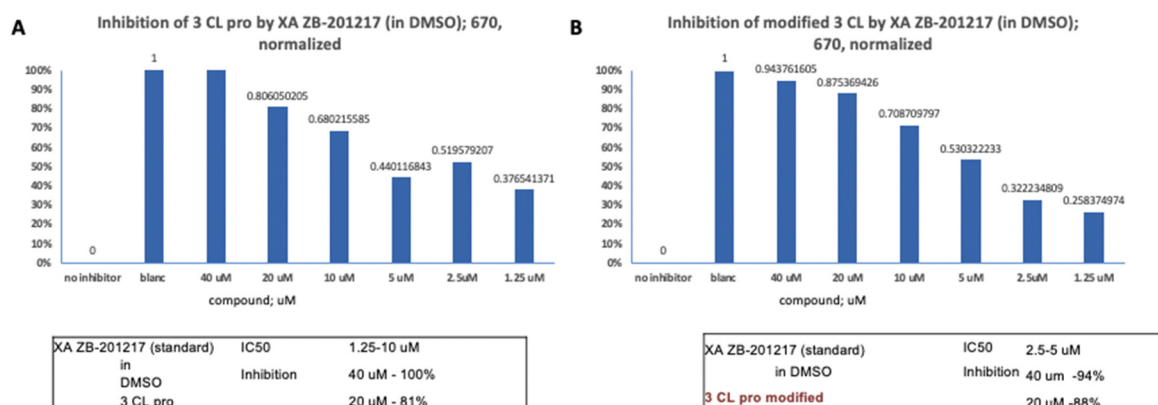 A
Inhibition of 3 CL pro by XA ZB-201217 (in DMSO); 670,
normalized
1
100%
90%
0.806050205
80%
0.680215585
70%
60%
0.519579207
50%
0.440116843
0.376541371
40%
30%
20%
10%
0
0%
no inhibitor blanc 40 uM 20 uM 10 uM 5 uM 2.5uM 1.25 uM
compound; uM
XA ZB-201217 (standard) IC50 1.25-10 uM
in
DMSO
Inhibition 40 uM - 100%
3 CL pro 20 uM - 81%
B
Inhibition of modified 3 CL by XA ZB-201217 (in DMSO);
670, normalized
1
0.943761605
100%
0.875369426
90%
80%
0.708709797
70%
60%
0.530322233
50%
40%
0.322234809
0.258374974
30%
20%
10%
0
0%
no inhibitor blanc 40 uM 20 uM 10 uM 5 uM 2.5uM 1.25 uM
compound; uM
XA ZB-201217 (standard) IC50 2.5-5 uM
in DMSO Inhibition 40 um -94%
3 CL pro modified 20 uM -88%